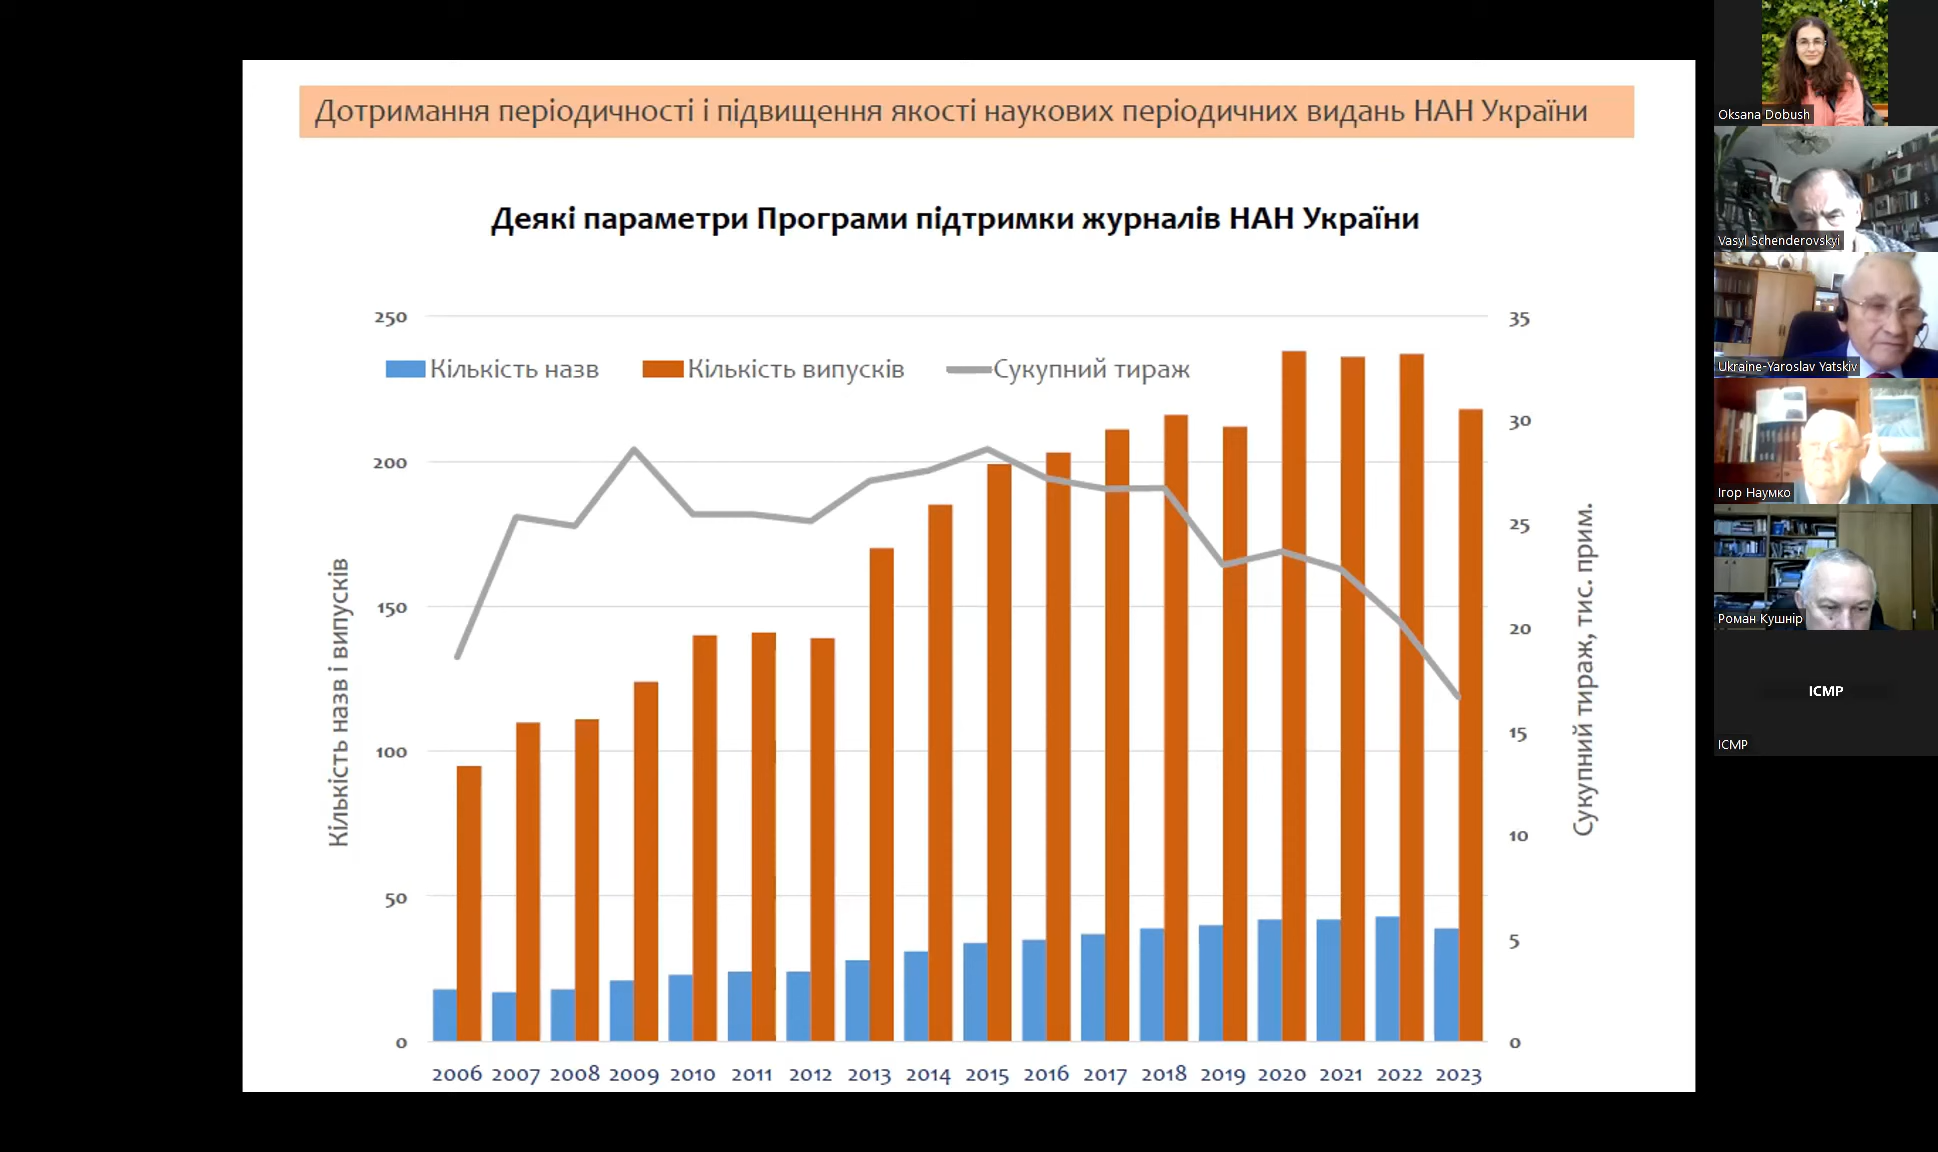 Дотримання періодичності і підвищення якості наукових періодичних видань НАН України
Деякі параметри Програми підтримки журналів НАН України
Кількість назв
Кількість випусків
Сукупний тираж
Кількість назв і випусків
250
200
150
100
50
0
35
30
25
20
15
10
5
0
Сукупний тираж, тис. прим.
2006 2007 2008 2009 2010 2011 2012 2013 2014 2015 2016 2017 2018 2019 2020 2021 2022 2023
Oksana Dobush
Vasyl Schenderovskyi
Ukraine-Yaroslav Yatskiv
Ігор Наумко
Роман Кушнір
ICMP
ICMP